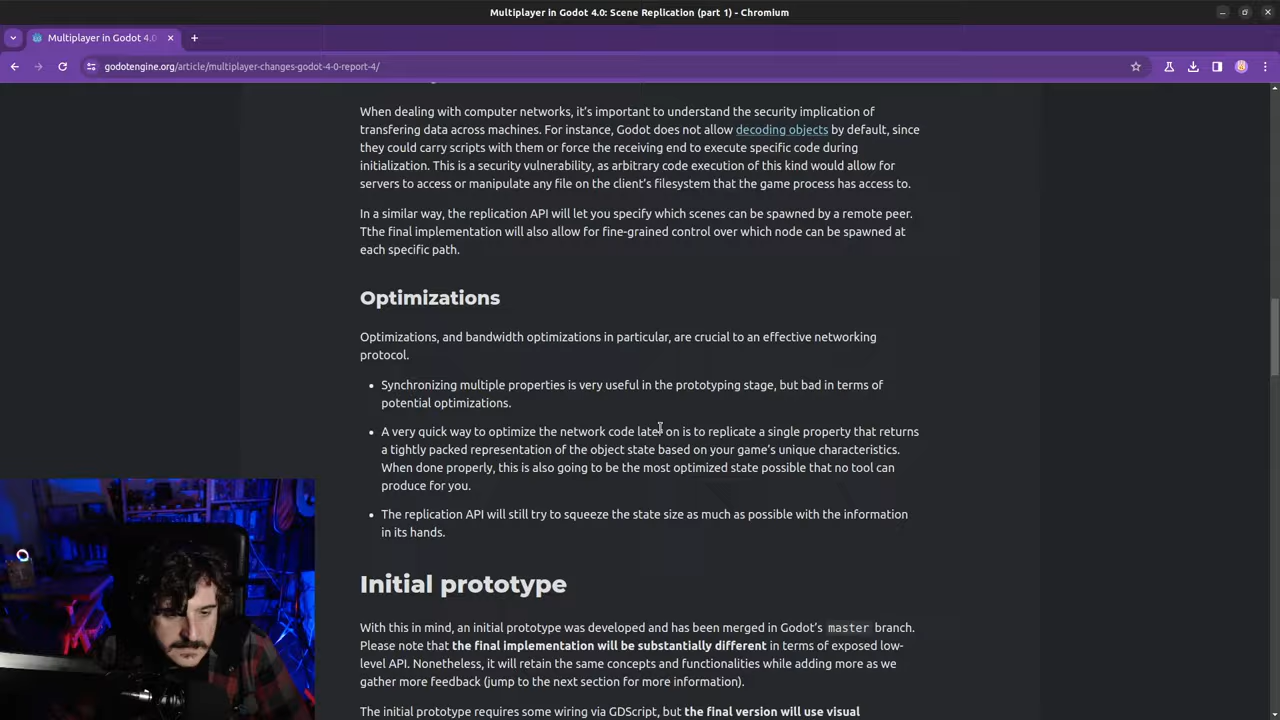 Multiplayer in Godot 4.0: Scene Replication (part 1) - Chromium
Multiplayer in Godot 4.0:
godotengine.org/article/multiplayer-changes-godot-4-0-report-4/
When dealing with computer networks, it's important to understand the security implication of
transfering data across machines. For instance, Godot does not allow decoding objects by default, since
they could carry scripts with them or force the receiving end to execute specific code during
initialization. This is a security vulnerability, as arbitrary code execution of this kind would allow for
servers to access or manipulate any file on the client's filesystem that the game process has access to.
In a similar way, the replication API will let you specify which scenes can be spawned by a remote peer.
Tthe final implementation will also allow for fine-grained control over which node can be spawned at
each specific path.
Optimizations
Optimizations, and bandwidth optimizations in particular, are crucial to an effective networking
protocol.
• Synchronizing multiple properties is very useful in the prototyping stage, but bad in terms of
potential optimizations.
• A very quick way to optimize the network code later on is to replicate a single property that returns
a tightly packed representation of the object state based on your game's unique characteristics.
When done properly, this is also going to be the most optimized state possible that no tool can
produce for you.
• The replication API will still try to squeeze the state size as much as possible with the information
in its hands.
Initial prototype
With this in mind, an initial prototype was developed and has been merged in Godot's master branch.
Please note that the final implementation will be substantially different in terms of exposed low-
level API. Nonetheless, it will retain the same concepts and functionalities while adding more as we
gather more feedback (jump to the next section for more information).
The initial prototype requires some wiring via GDScript, but the final version will use visual